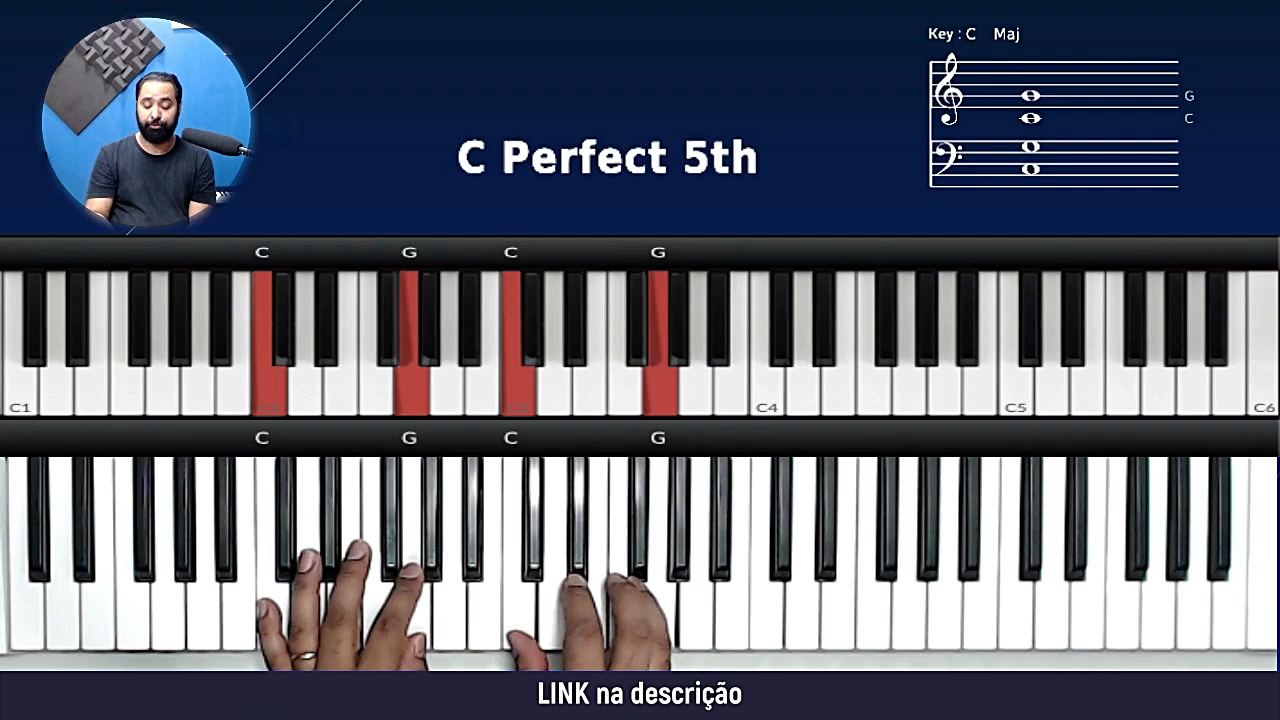 Key : C Maj
G
C
C Perfect 5th
C G C G
C1 C4 C5 C6
C G C G
LINK na descrição